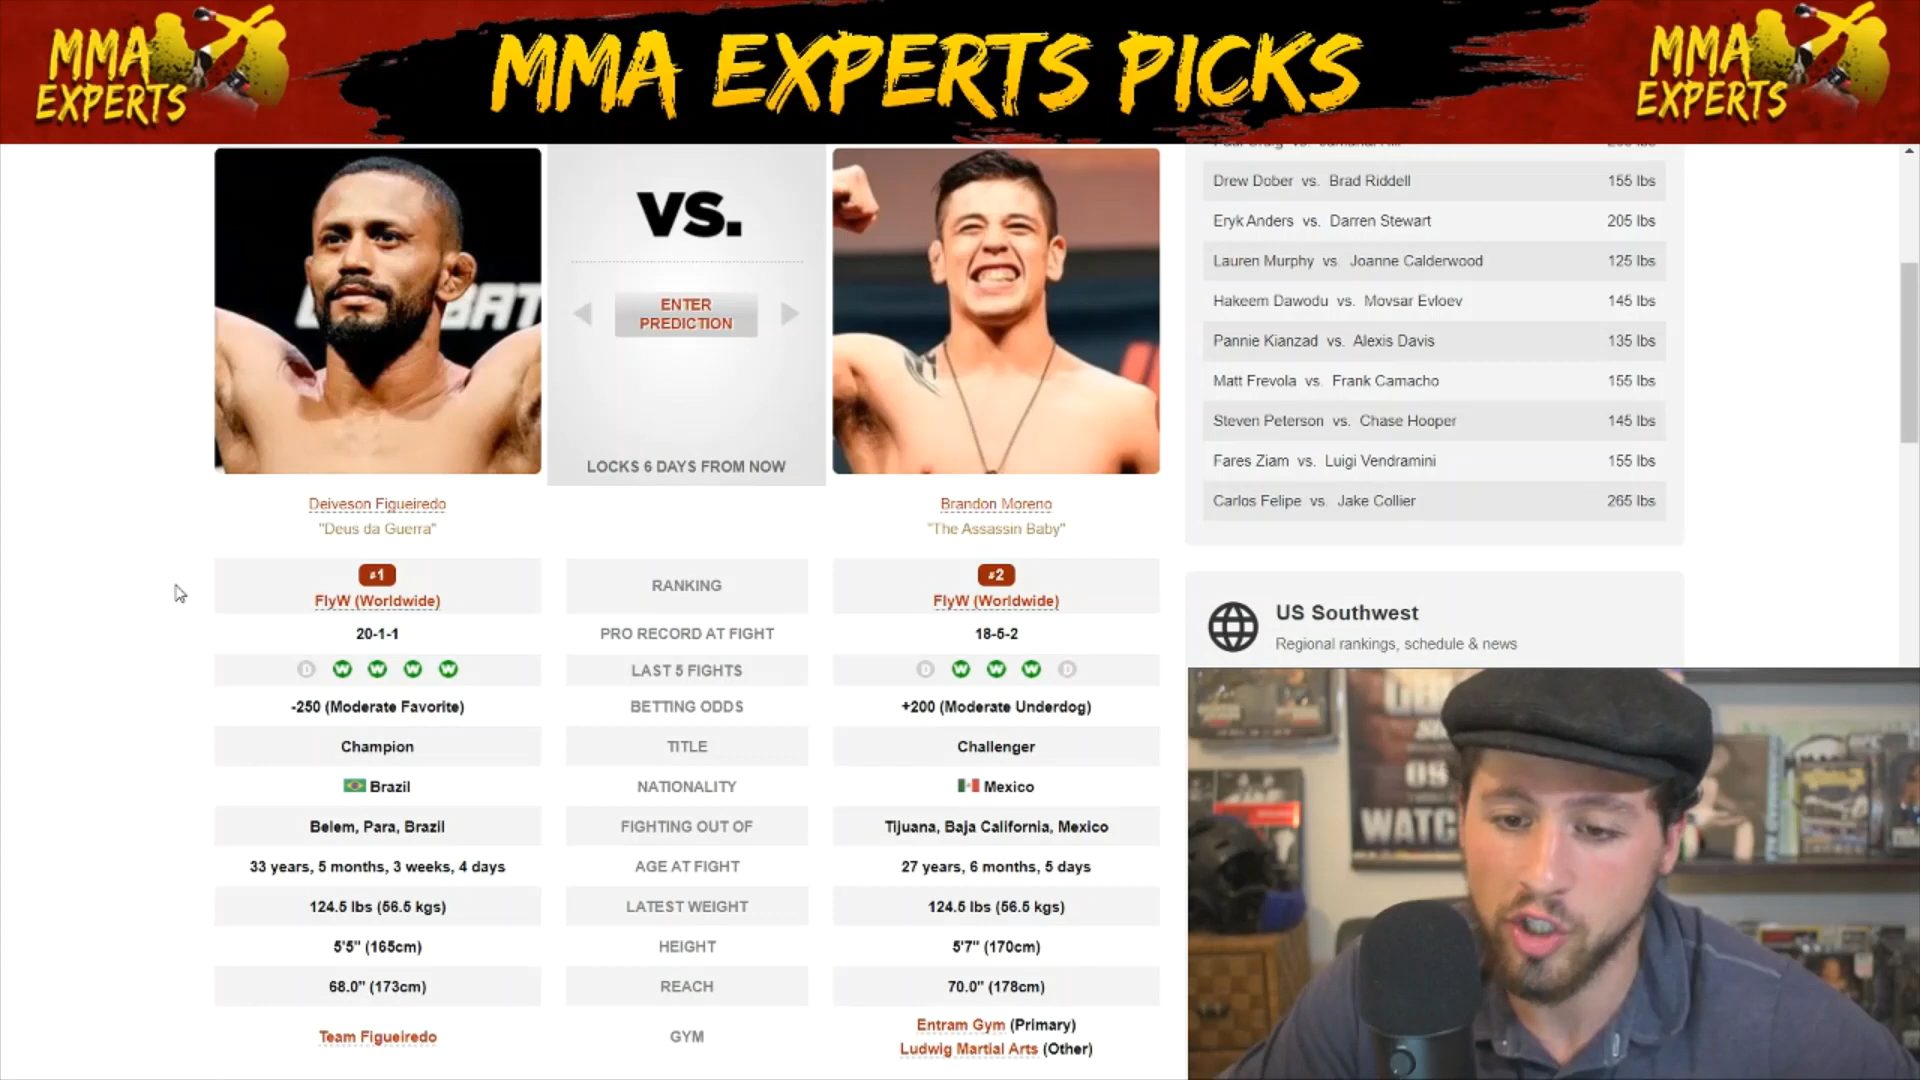 MMA EXPERTS
MMA EXPERTS PICKS
MMA EXPERTS
VS.
ENTER
PREDICTION
LOCKS 6 DAYS FROM NOW
Deiveson Figueiredo
"Deus da Guerra"
Brandon Moreno
"The Assassin Baby"
#1
FlyW (Worldwide)
RANKING
#2
FlyW (Worldwide)
20-1-1
PRO RECORD AT FIGHT
18-5-2
D W W W W
LAST 5 FIGHTS
D W W W D
-250 (Moderate Favorite)
BETTING ODDS
+200 (Moderate Underdog)
Champion
TITLE
Challenger
Brazil
NATIONALITY
Mexico
Belem, Para, Brazil
FIGHTING OUT OF
Tijuana, Baja California, Mexico
33 years, 5 months, 3 weeks, 4 days
AGE AT FIGHT
27 years, 6 months, 5 days
124.5 lbs (56.5 kgs)
LATEST WEIGHT
124.5 lbs (56.5 kgs)
5'5" (165cm)
HEIGHT
5'7" (170cm)
68.0" (173cm)
REACH
70.0" (178cm)
Team Figueiredo
GYM
Entram Gym (Primary)
Ludwig Martial Arts (Other)
Drew Dober vs. Brad Riddell 155 lbs
Eryk Anders vs. Darren Stewart 205 lbs
Lauren Murphy vs. Joanne Calderwood 125 lbs
Hakeem Dawodu vs. Movsar Evloev 145 lbs
Pannie Kianzad vs. Alexis Davis 135 lbs
Matt Frevola vs. Frank Camacho 155 lbs
Steven Peterson vs. Chase Hooper 145 lbs
Fares Ziam vs. Luigi Vendramini 155 lbs
Carlos Felipe vs. Jake Collier 265 lbs
US Southwest
Regional rankings, schedule & news